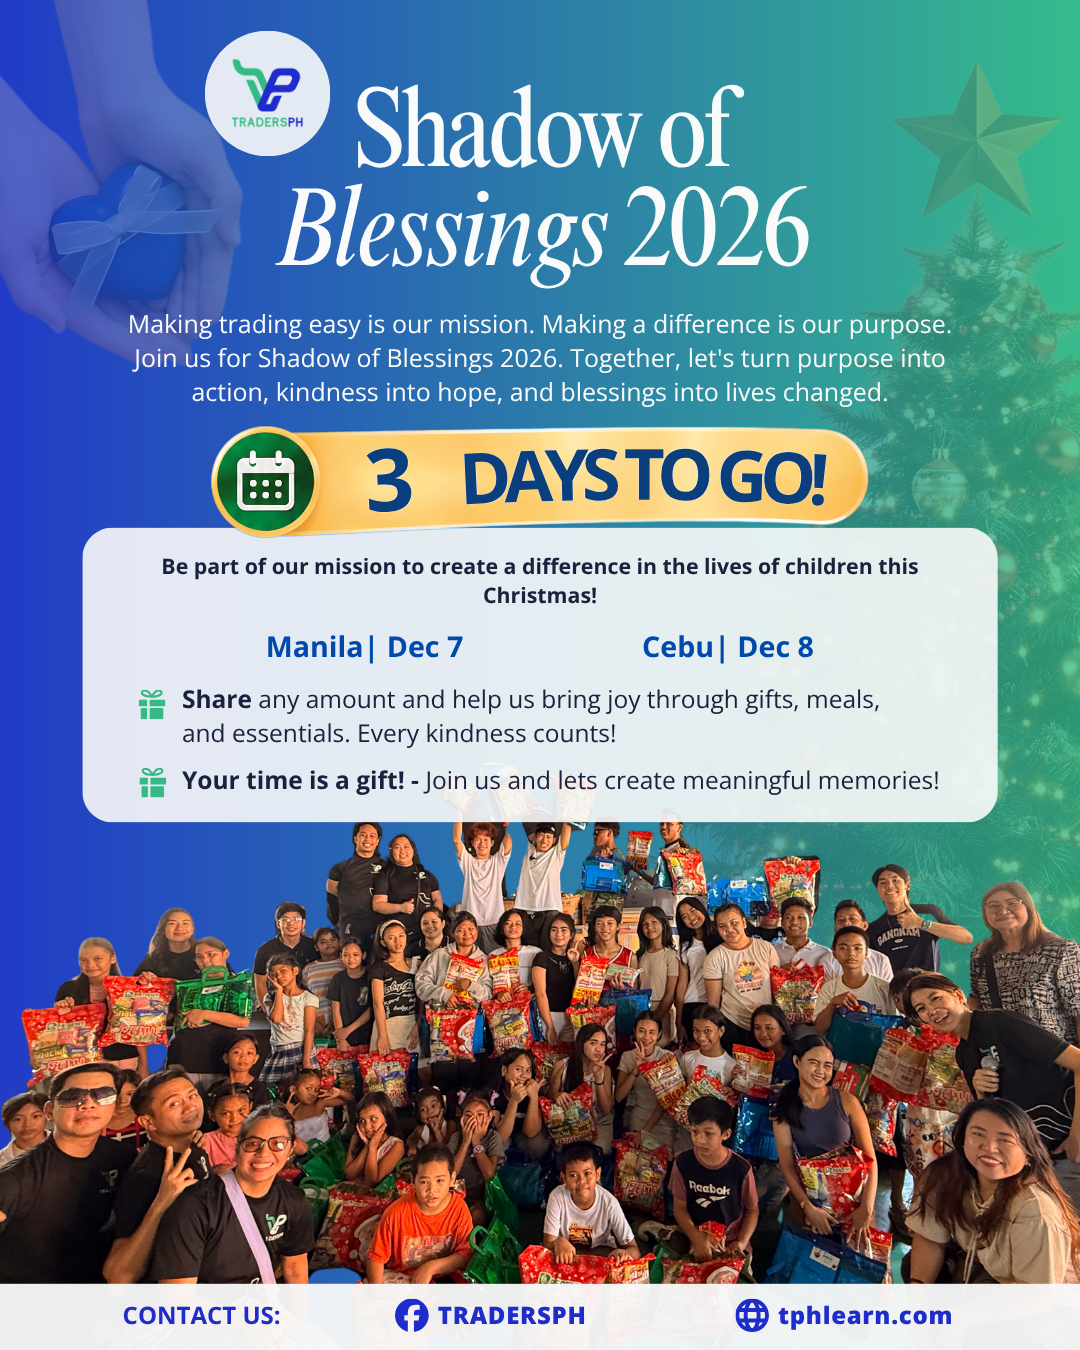 TRADERSPH
Shadow of
Blessings 2026
Making trading easy is our mission. Making a difference is our purpose.
Join us for Shadow of Blessings 2026. Together, let's turn purpose into
action, kindness into hope, and blessings into lives changed.
3 DAYS TO GO!
Be part of our mission to create a difference in the lives of children this
Christmas!
Manila| Dec 7
Cebu| Dec 8
Share any amount and help us bring joy through gifts, meals,
and essentials. Every kindness counts!
Your time is a gift! - Join us and lets create meaningful memories!
GANGNAM
Reebok
CONTACT US:
TRADERSPH
tphlearn.com